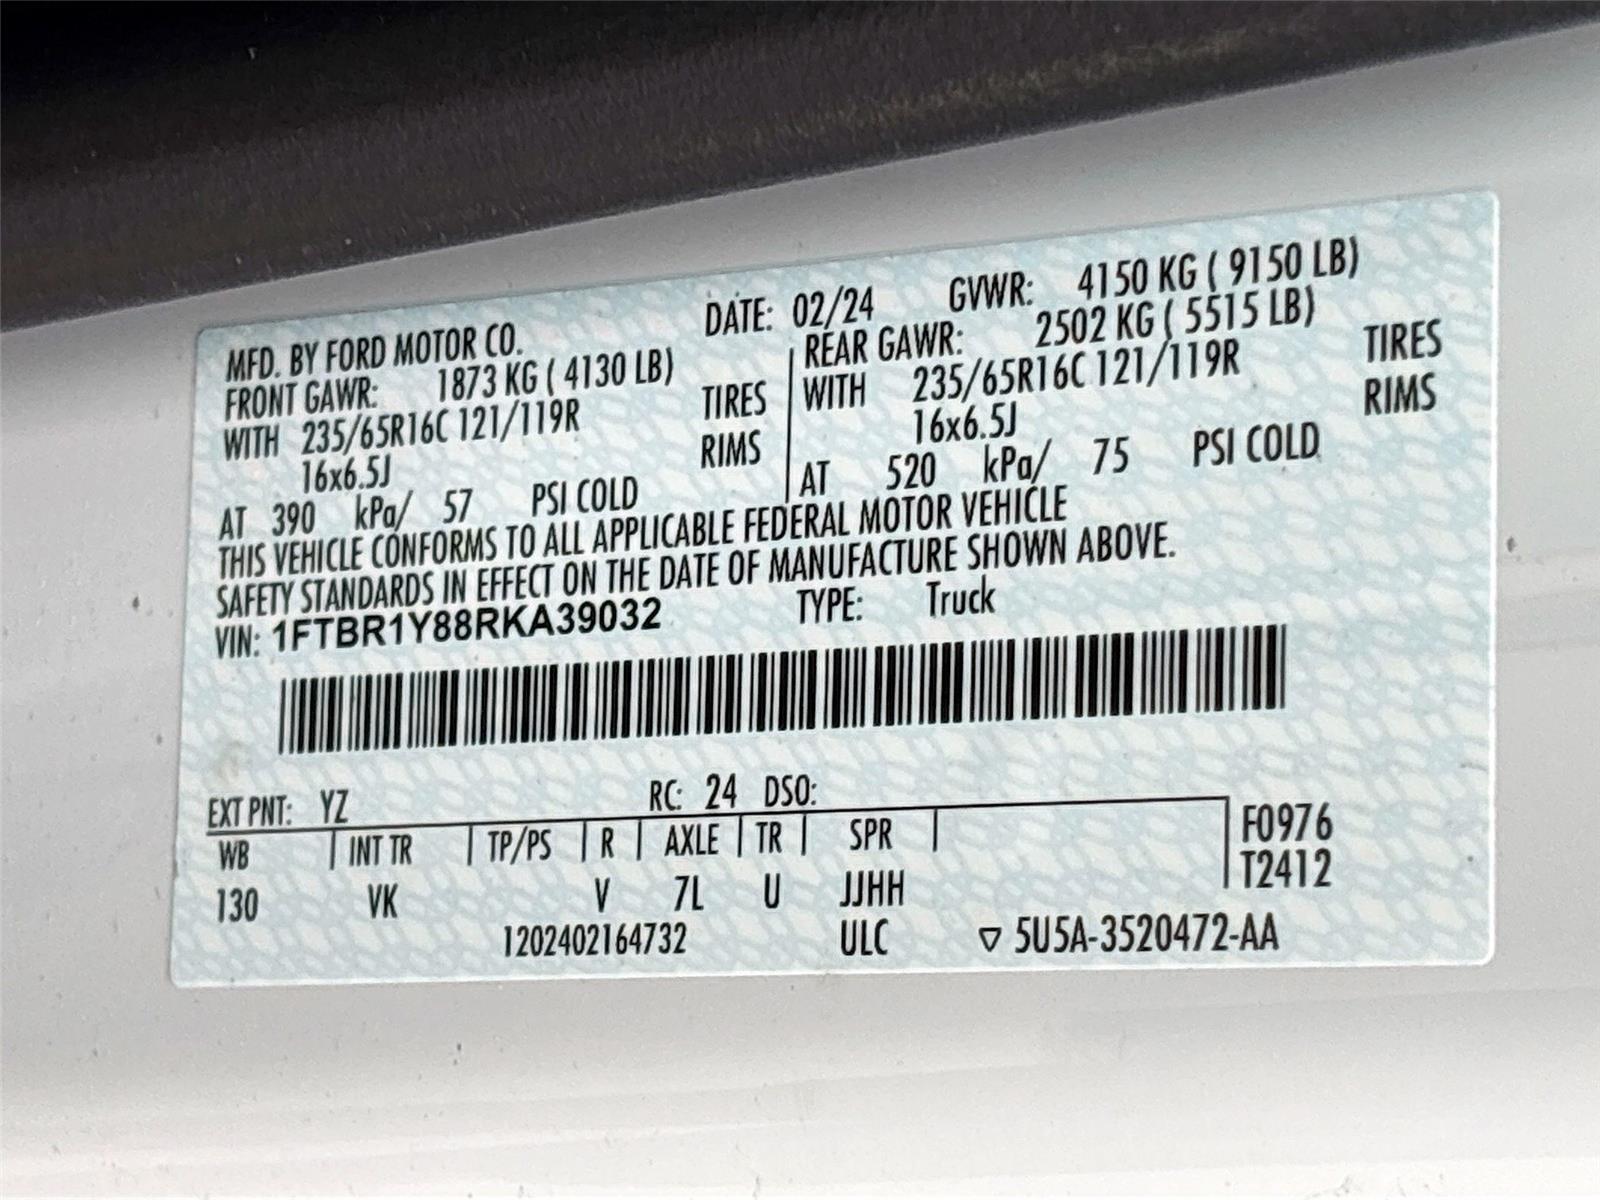 MFD. BY FORD MOTOR CO. DATE: 02/24 GVWR: 4150 KG ( 9150 LB)
FRONT GAWR: 1873 KG ( 4130 LB)
WITH 235/65R16C 121/119R TIRES
16x6.5J RIMS
AT 390 kPa/ 57 PSI COLD
REAR GAWR: 2502 KG ( 5515 LB)
WITH 235/65R16C 121/119R TIRES
16x6.5J RIMS
AT 520 kPa/ 75 PSI COLD
THIS VEHICLE CONFORMS TO ALL APPLICABLE FEDERAL MOTOR VEHICLE
SAFETY STANDARDS IN EFFECT ON THE DATE OF MANUFACTURE SHOWN ABOVE.
VIN: 1FTBR1Y88RKA39032 TYPE: Truck
EXT PNT: YZ RC: 24 DSO:
WB INT TR TP/PS R AXLE TR SPR F0976
T2412
130 VK V 7L U JJHH
1202402164732 ULC ▽ 5U5A-3520472-AA